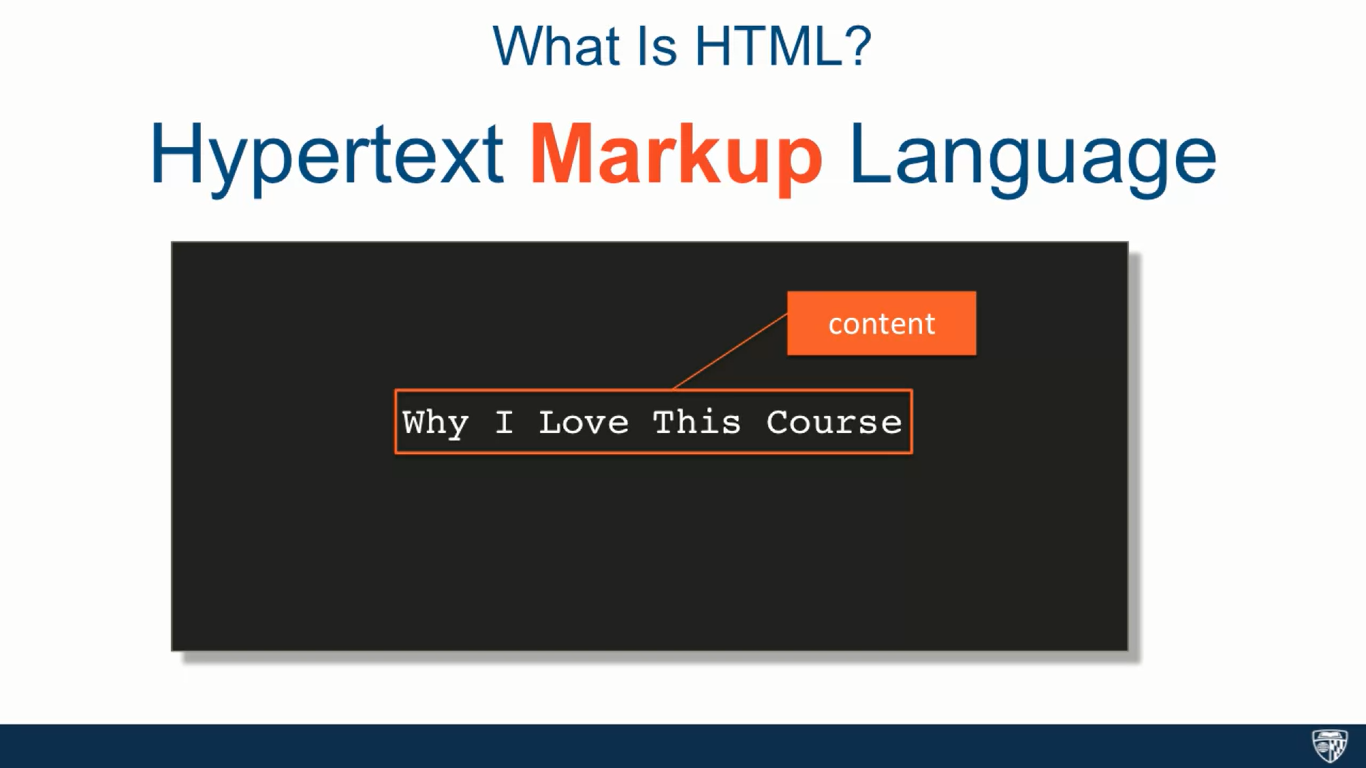 What Is HTML?
Hypertext Markup Language
content
Why I Love This Course